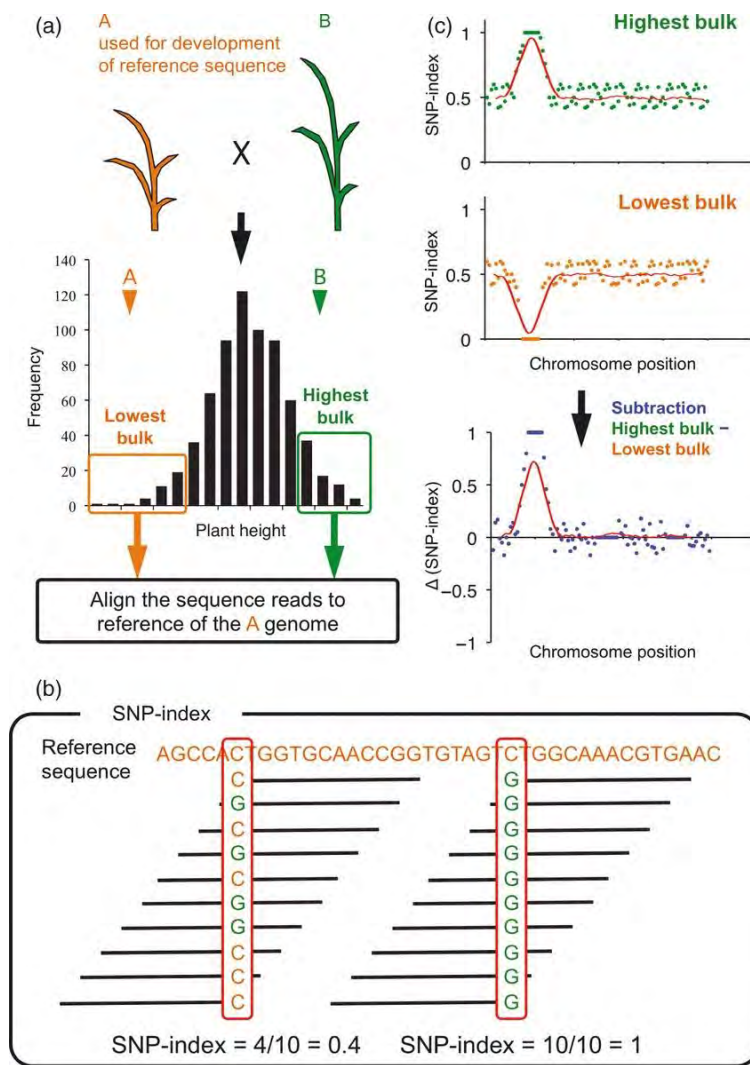 (a)
A
used for development
of reference sequence
B
X
140
120
100
80
60
40
20
0
Frequency
A
B
Lowest
bulk
Highest
bulk
Plant height
Align the sequence reads to
reference of the A genome
(c)
Highest bulk
1
0.5
0
SNP-index
Lowest bulk
1
0.5
0
SNP-index
Chromosome position
Subtraction
Highest bulk –
Lowest bulk
1
0.5
0
−0.5
−1
Δ (SNP-index)
Chromosome position
(b)
SNP-index
Reference
sequence
AGCCACTGGTGCAACCGGTGTAGTCTGGCAAACGTGAAC
C G
G G
C G
G G
C G
G G
G G
C G
C G
C G
SNP-index = 4/10 = 0.4 SNP-index = 10/10 = 1